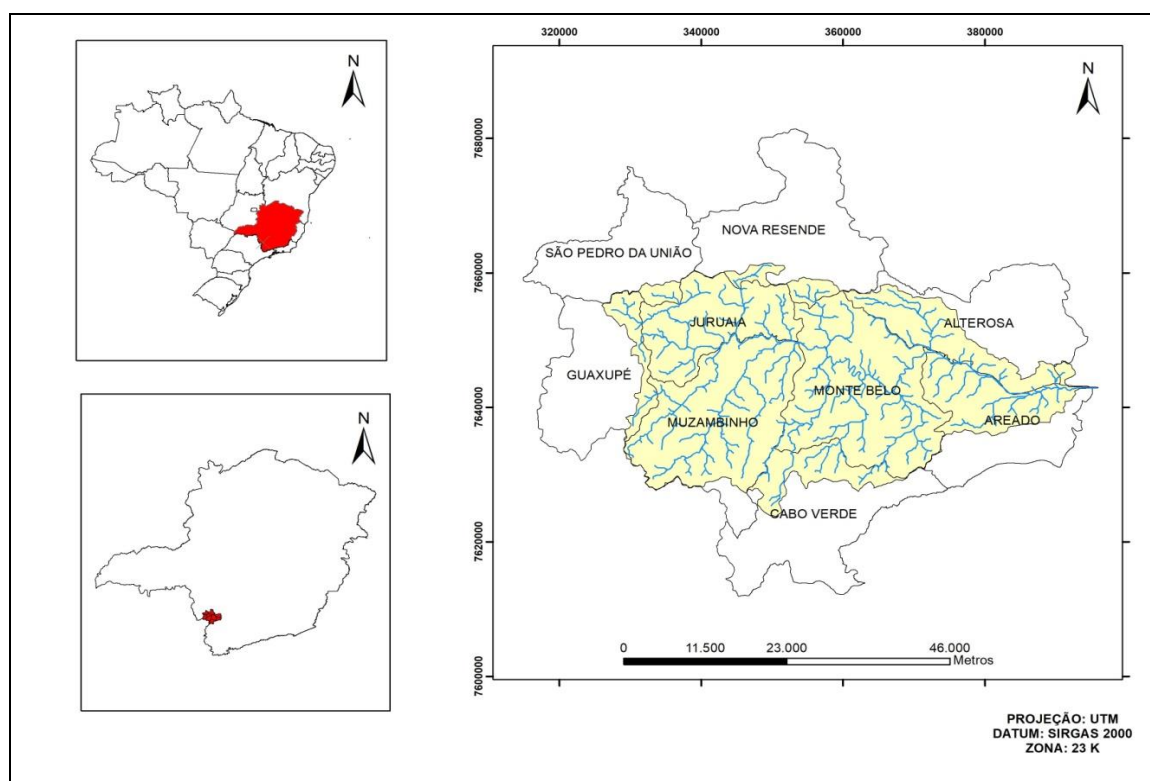 N
N
320000 340000 360000 380000
N
7680000
7660000
7640000
7620000
7600000
NOVA RESENDE
SÃO PEDRO DA UNIÃO
JURUAIA
ALTEROSA
GUAXUPÉ
MONTE BELO
MUZAMBINHO
AREADO
CABO VERDE
0 11.500 23.000 46.000
Metros
PROJEÇÃO: UTM
DATUM: SIRGAS 2000
ZONA: 23 K